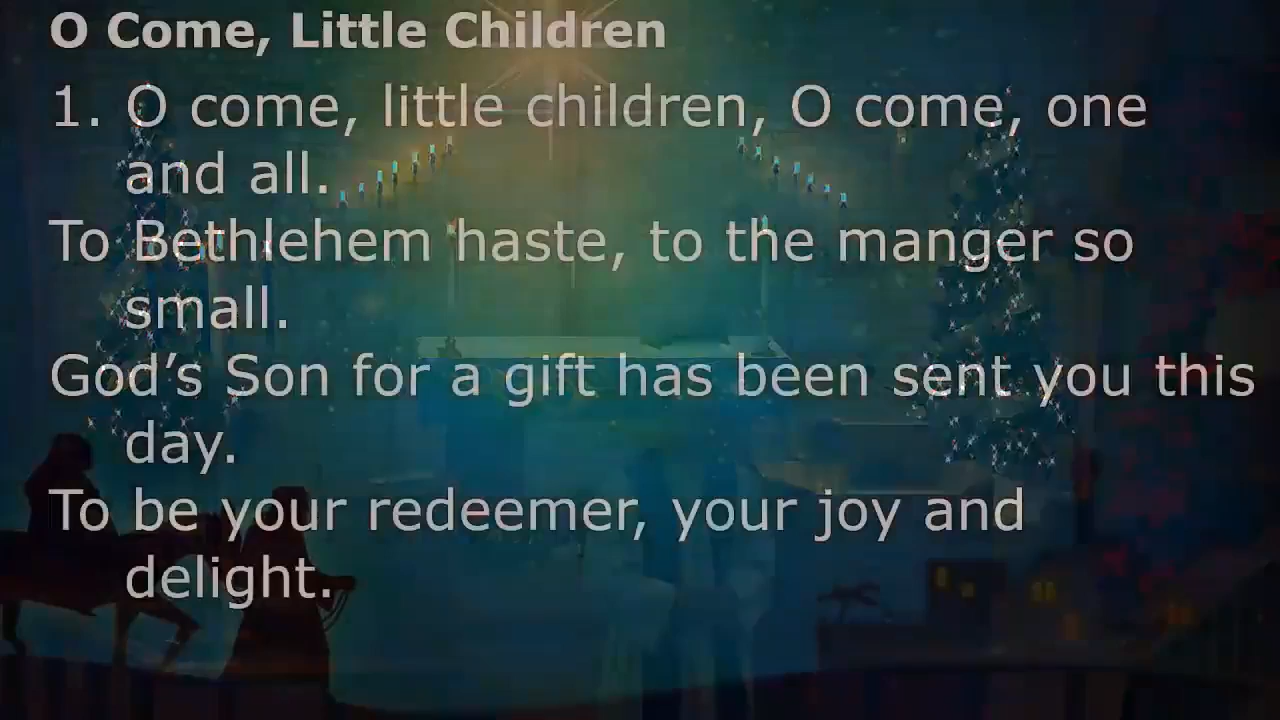 O Come, Little Children
1. O come, little children, O come, one
and all.
To Bethlehem haste, to the manger so
small.
God’s Son for a gift has been sent you this
day.
To be your redeemer, your joy and
delight.